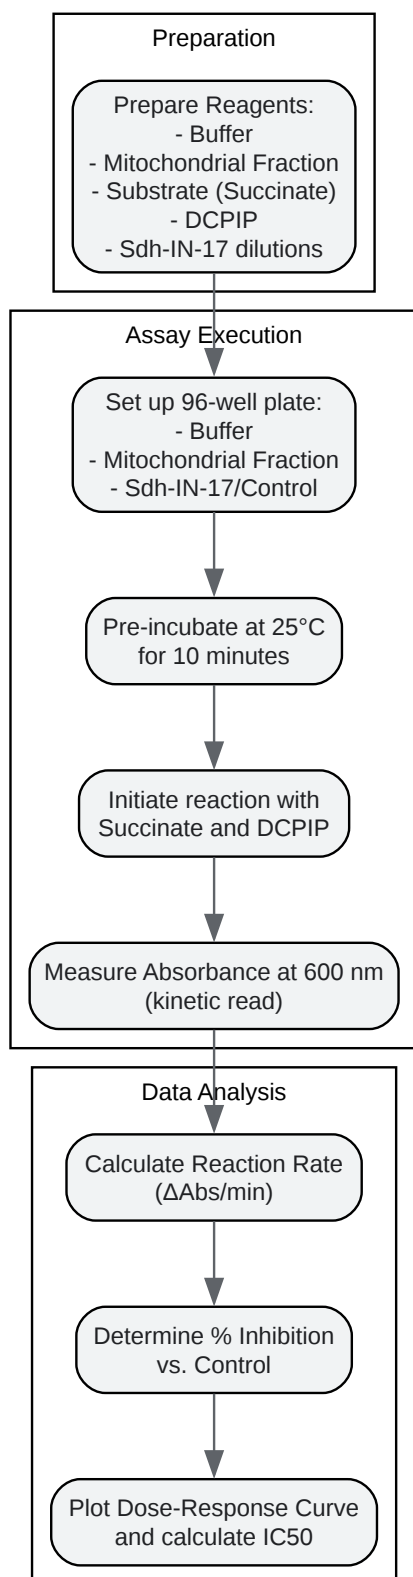 Preparation
Prepare Reagents:
- Buffer
- Mitochondrial Fraction
- Substrate (Succinate)
- DCPIP
- Sdh-IN-17 dilutions
Assay Execution
Set up 96-well plate:
- Buffer
- Mitochondrial Fraction
- Sdh-IN-17/Control
Pre-incubate at 25°C
for 10 minutes
Initiate reaction with
Succinate and DCPIP
Measure Absorbance at 600 nm
(kinetic read)
Data Analysis
Calculate Reaction Rate
(ΔAbs/min)
Determine % Inhibition
vs. Control
Plot Dose-Response Curve
and calculate IC50